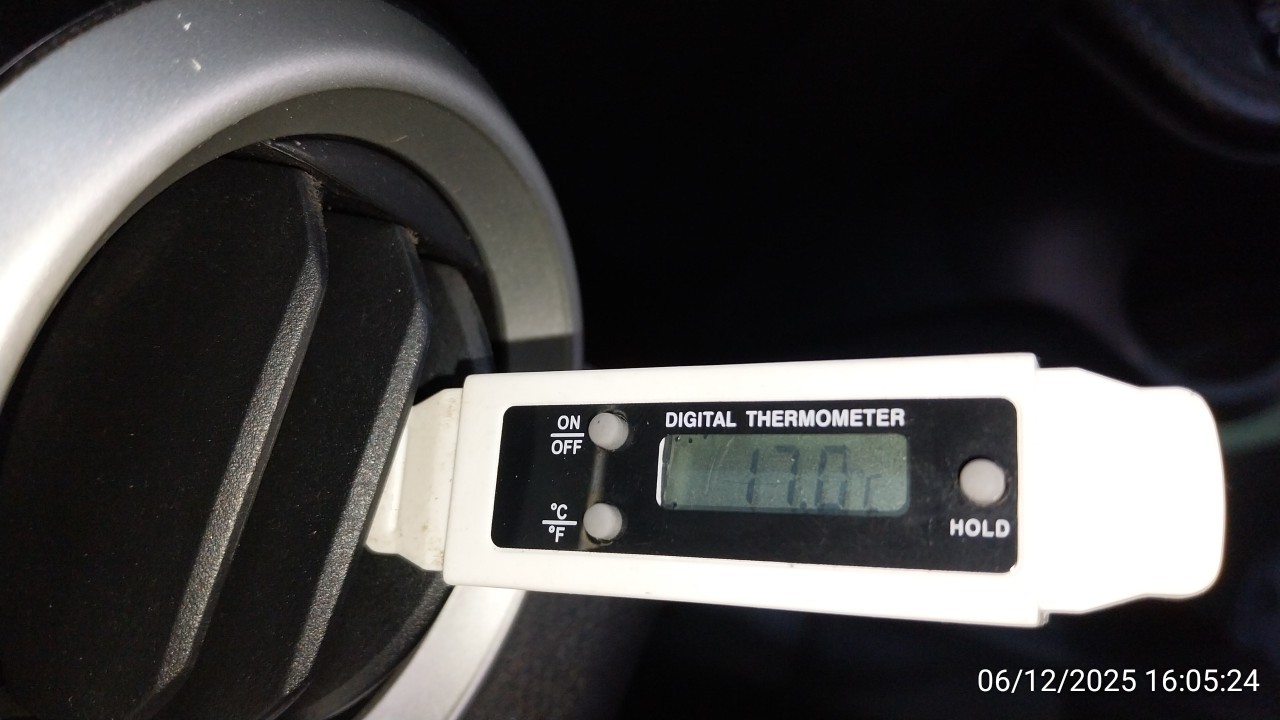 ON
OFF
DIGITAL THERMOMETER
17.0
°C
°F
HOLD
06/12/2025 16:05:24